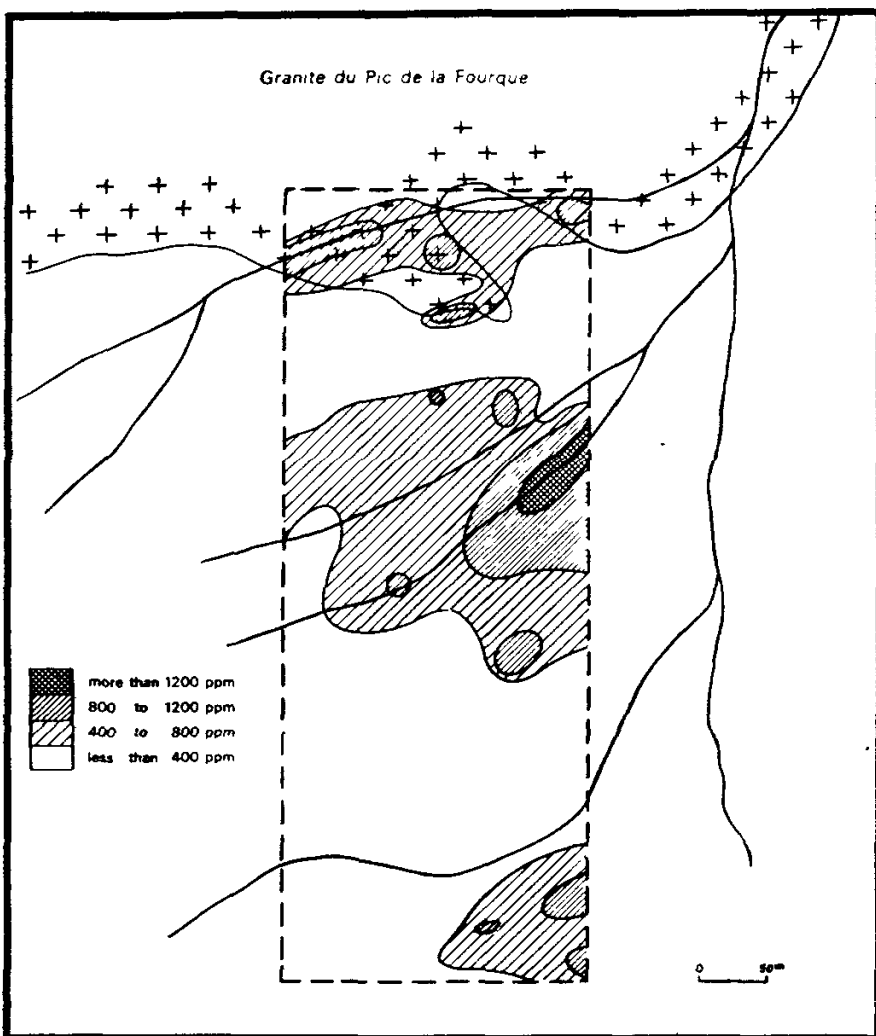 Granite du Pic de la Fourque
more than 1200 ppm
800 to 1200 ppm
400 to 800 ppm
less than 400 ppm
0 50m